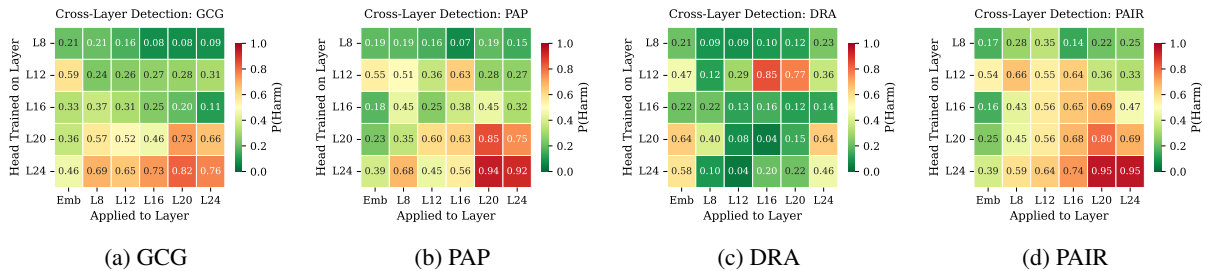 Cross-Layer Detection: GCG
Head Trained on Layer
L8 0.21 0.21 0.16 0.08 0.08 0.09
L12 0.59 0.24 0.26 0.27 0.28 0.31
L16 0.33 0.37 0.31 0.25 0.20 0.11
L20 0.36 0.57 0.52 0.46 0.73 0.66
L24 0.46 0.69 0.65 0.73 0.82 0.76
Emb L8 L12 L16 L20 L24
Applied to Layer
1.0
0.8
0.6
0.4
0.2
0.0
P(Harm)
(a) GCG
Cross-Layer Detection: PAP
Head Trained on Layer
L8 0.19 0.19 0.16 0.07 0.19 0.15
L12 0.55 0.51 0.36 0.63 0.28 0.27
L16 0.18 0.45 0.25 0.38 0.45 0.32
L20 0.23 0.35 0.60 0.63 0.85 0.75
L24 0.39 0.68 0.45 0.56 0.94 0.92
Emb L8 L12 L16 L20 L24
Applied to Layer
1.0
0.8
0.6
0.4
0.2
0.0
P(Harm)
(b) PAP
Cross-Layer Detection: DRA
Head Trained on Layer
L8 0.21 0.09 0.09 0.10 0.12 0.23
L12 0.47 0.12 0.29 0.85 0.77 0.36
L16 0.22 0.22 0.13 0.16 0.12 0.14
L20 0.64 0.40 0.08 0.04 0.15 0.64
L24 0.58 0.10 0.04 0.20 0.22 0.46
Emb L8 L12 L16 L20 L24
Applied to Layer
1.0
0.8
0.6
0.4
0.2
0.0
P(Harm)
(c) DRA
Cross-Layer Detection: PAIR
Head Trained on Layer
L8 0.17 0.28 0.35 0.14 0.22 0.25
L12 0.54 0.66 0.55 0.64 0.36 0.33
L16 0.16 0.43 0.56 0.65 0.69 0.47
L20 0.25 0.45 0.56 0.68 0.80 0.69
L24 0.39 0.59 0.64 0.74 0.95 0.95
Emb L8 L12 L16 L20 L24
Applied to Layer
1.0
0.8
0.6
0.4
0.2
0.0
P(Harm)
(d) PAIR